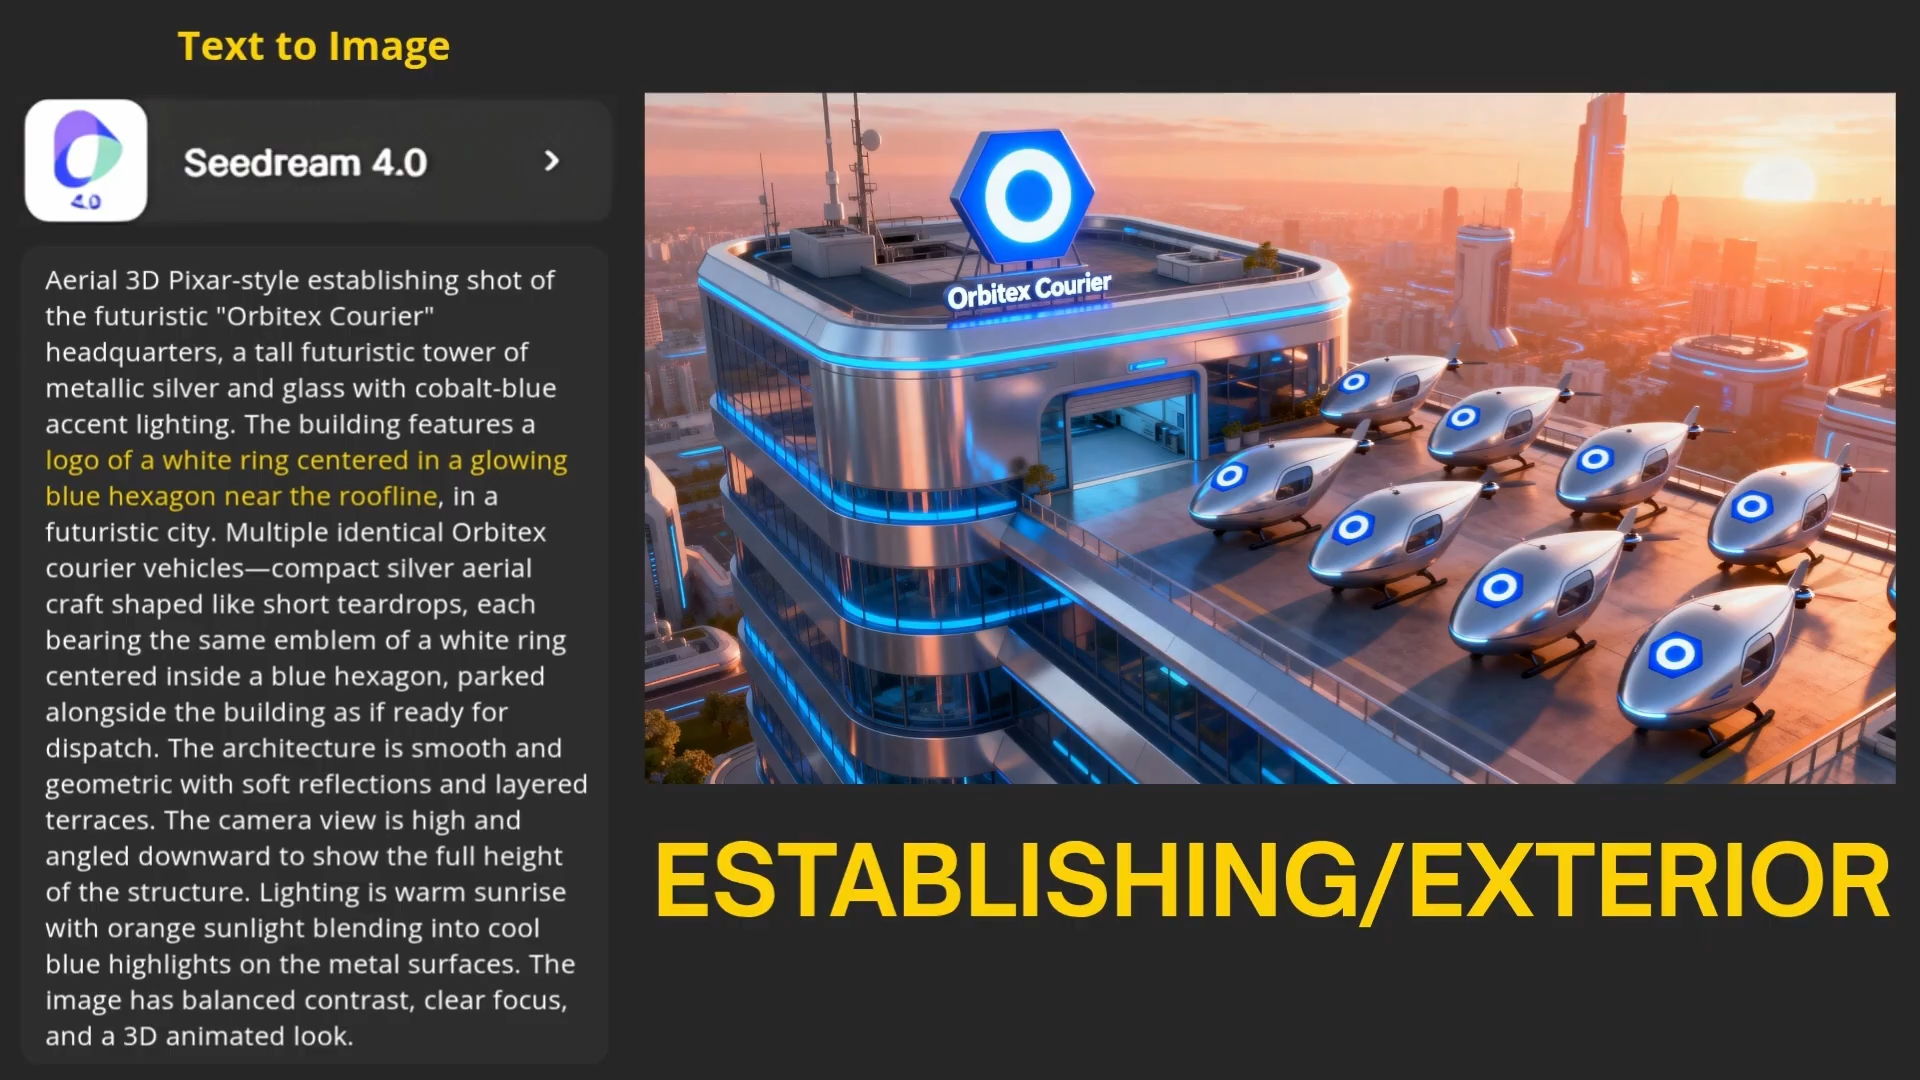 Text to Image
4.0
Seedream 4.0
Aerial 3D Pixar-style establishing shot of
the futuristic "Orbitex Courier"
headquarters, a tall futuristic tower of
metallic silver and glass with cobalt-blue
accent lighting. The building features a
logo of a white ring centered in a glowing
blue hexagon near the roofline, in a
futuristic city. Multiple identical Orbitex
courier vehicles—compact silver aerial
craft shaped like short teardrops, each
bearing the same emblem of a white ring
centered inside a blue hexagon, parked
alongside the building as if ready for
dispatch. The architecture is smooth and
geometric with soft reflections and layered
terraces. The camera view is high and
angled downward to show the full height
of the structure. Lighting is warm sunrise
with orange sunlight blending into cool
blue highlights on the metal surfaces. The
image has balanced contrast, clear focus,
and a 3D animated look.
Orbitex Courier
ESTABLISHING/EXTERIOR